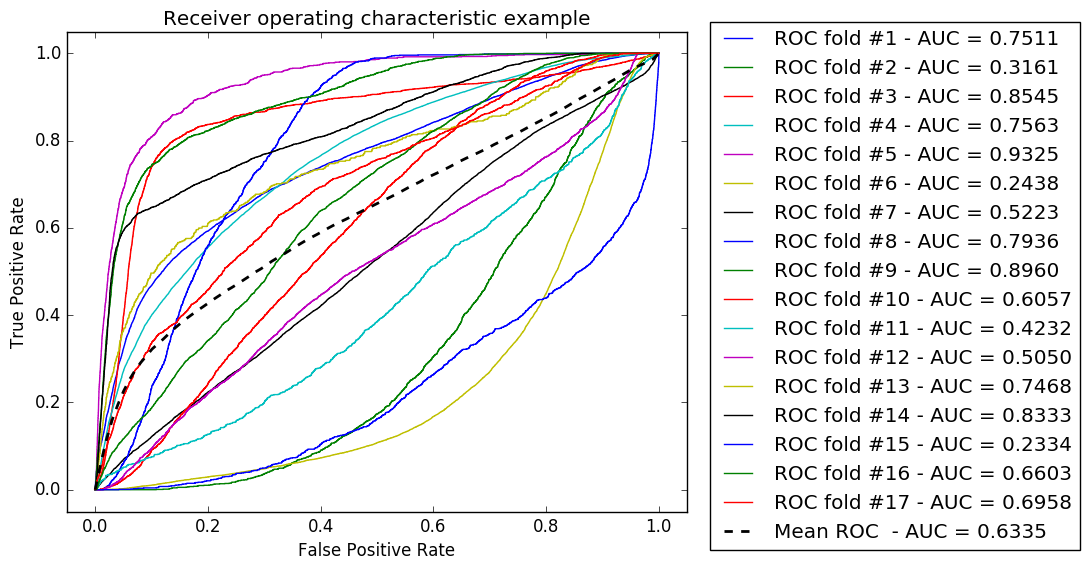 Receiver operating characteristic example
1.0
0.8
0.6
0.4
0.2
0.0
True Positive Rate
0.0 0.2 0.4 0.6 0.8 1.0
False Positive Rate
ROC fold #1 - AUC = 0.7511
ROC fold #2 - AUC = 0.3161
ROC fold #3 - AUC = 0.8545
ROC fold #4 - AUC = 0.7563
ROC fold #5 - AUC = 0.9325
ROC fold #6 - AUC = 0.2438
ROC fold #7 - AUC = 0.5223
ROC fold #8 - AUC = 0.7936
ROC fold #9 - AUC = 0.8960
ROC fold #10 - AUC = 0.6057
ROC fold #11 - AUC = 0.4232
ROC fold #12 - AUC = 0.5050
ROC fold #13 - AUC = 0.7468
ROC fold #14 - AUC = 0.8333
ROC fold #15 - AUC = 0.2334
ROC fold #16 - AUC = 0.6603
ROC fold #17 - AUC = 0.6958
Mean ROC  - AUC = 0.6335